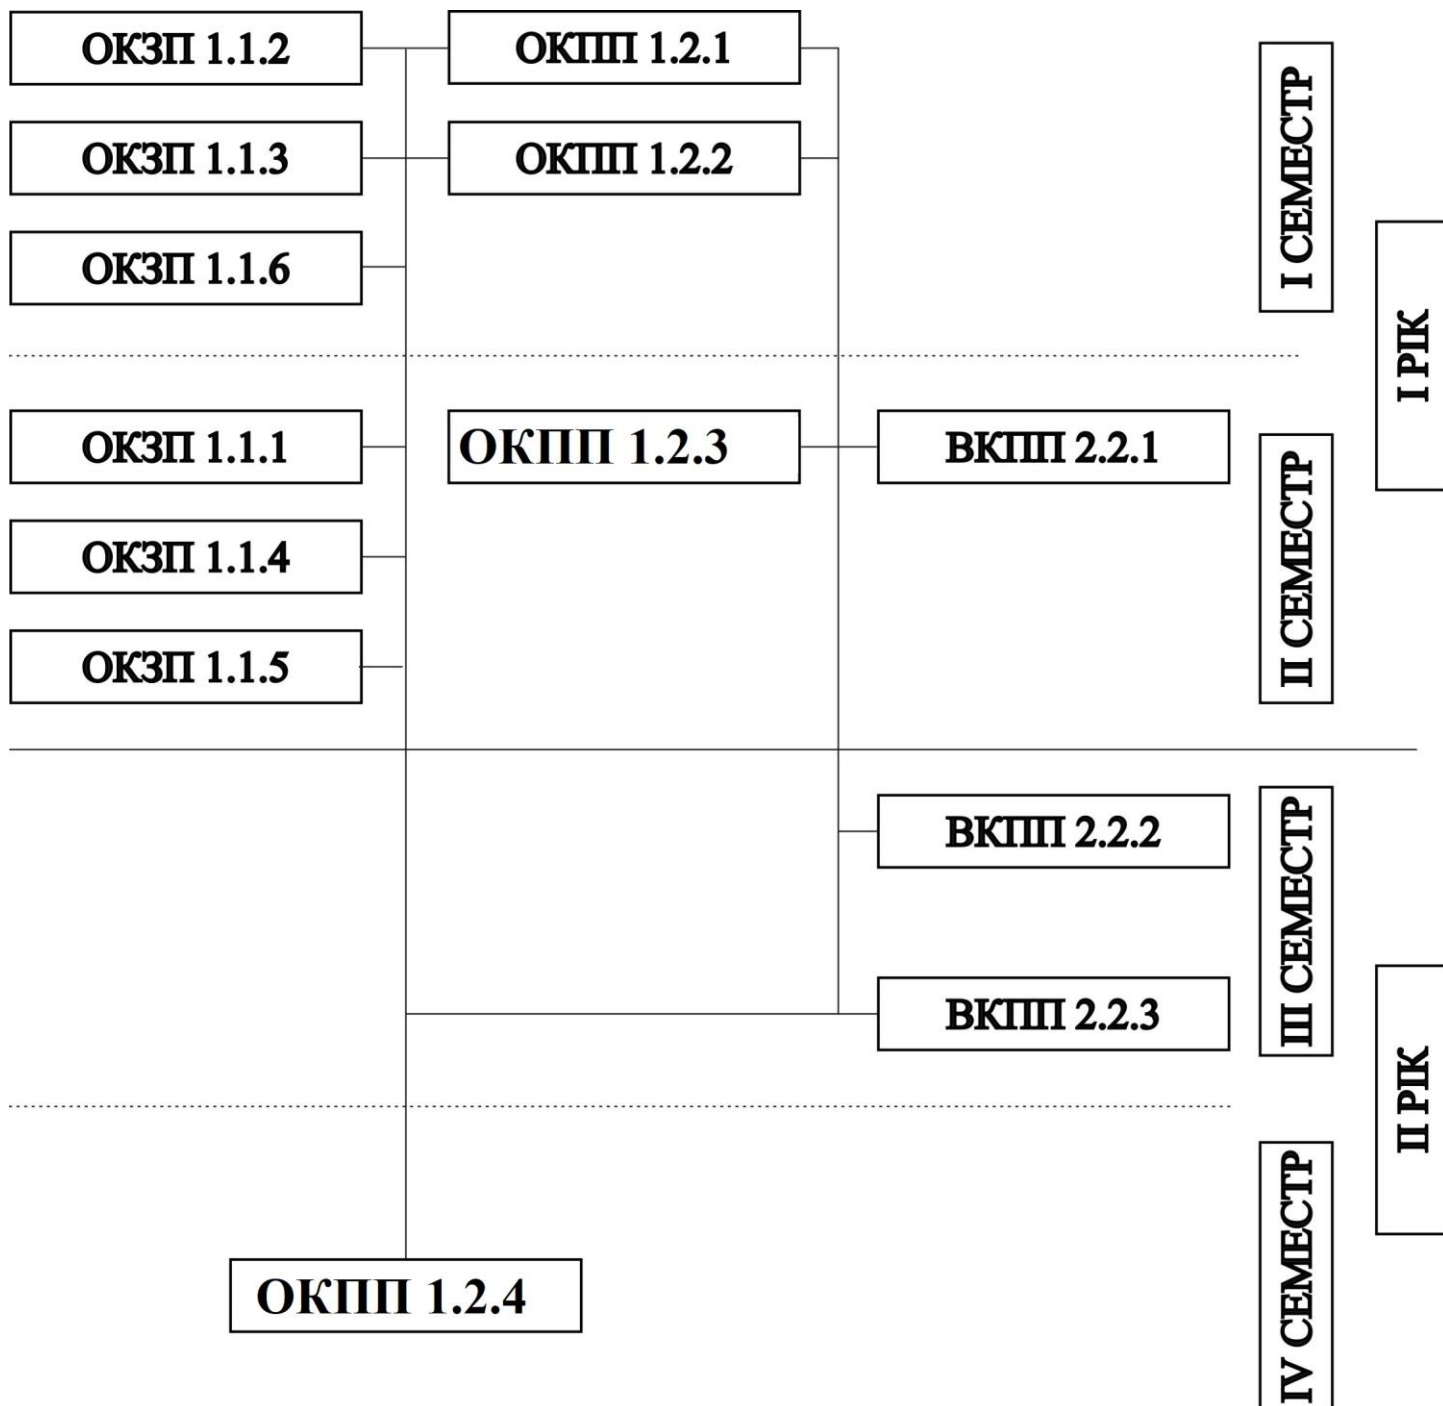 ОКЗП 1.1.2
ОКПП 1.2.1
ОКЗП 1.1.3
ОКПП 1.2.2
ОКЗП 1.1.6
I СЕМЕСТР
I РІК
ОКЗП 1.1.1
ОКПП 1.2.3
ВКПП 2.2.1
ОКЗП 1.1.4
ОКЗП 1.1.5
II СЕМЕСТР
ВКПП 2.2.2
ВКПП 2.2.3
III СЕМЕСТР
II РІК
ОКПП 1.2.4
IV СЕМЕСТР